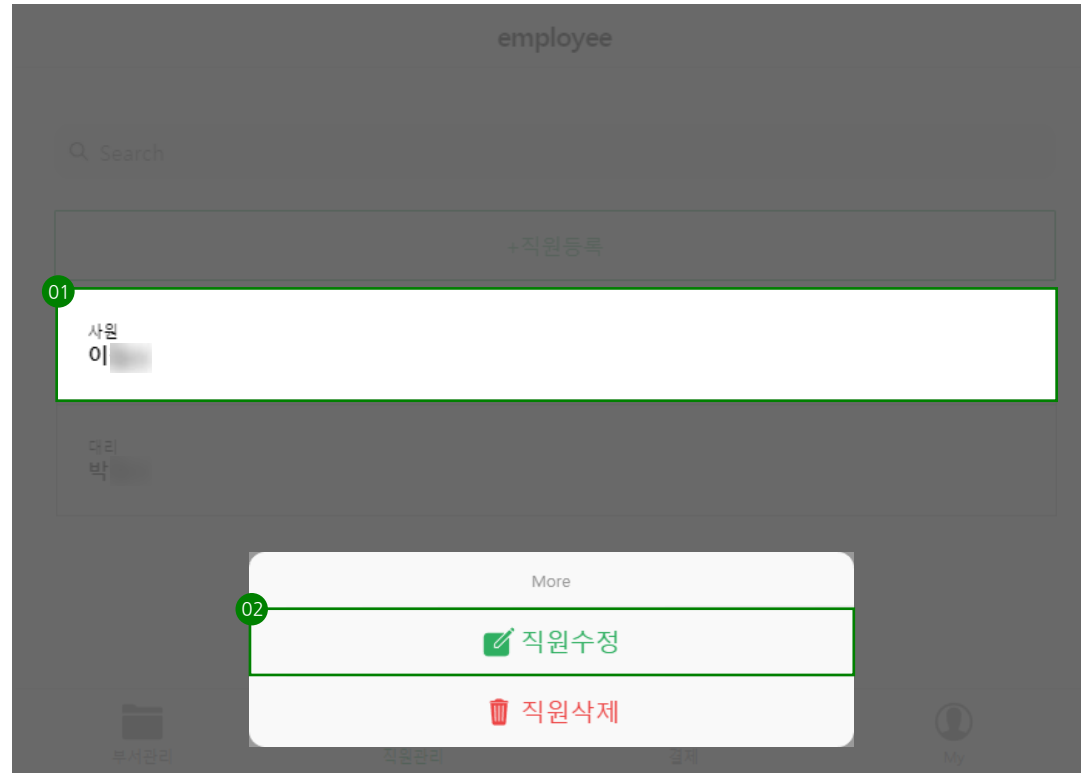 employee
Search
+직원등록
01
사원
이
대리
박
More
02
직원수정
직원삭제
부서관리
직원관리
결제
My